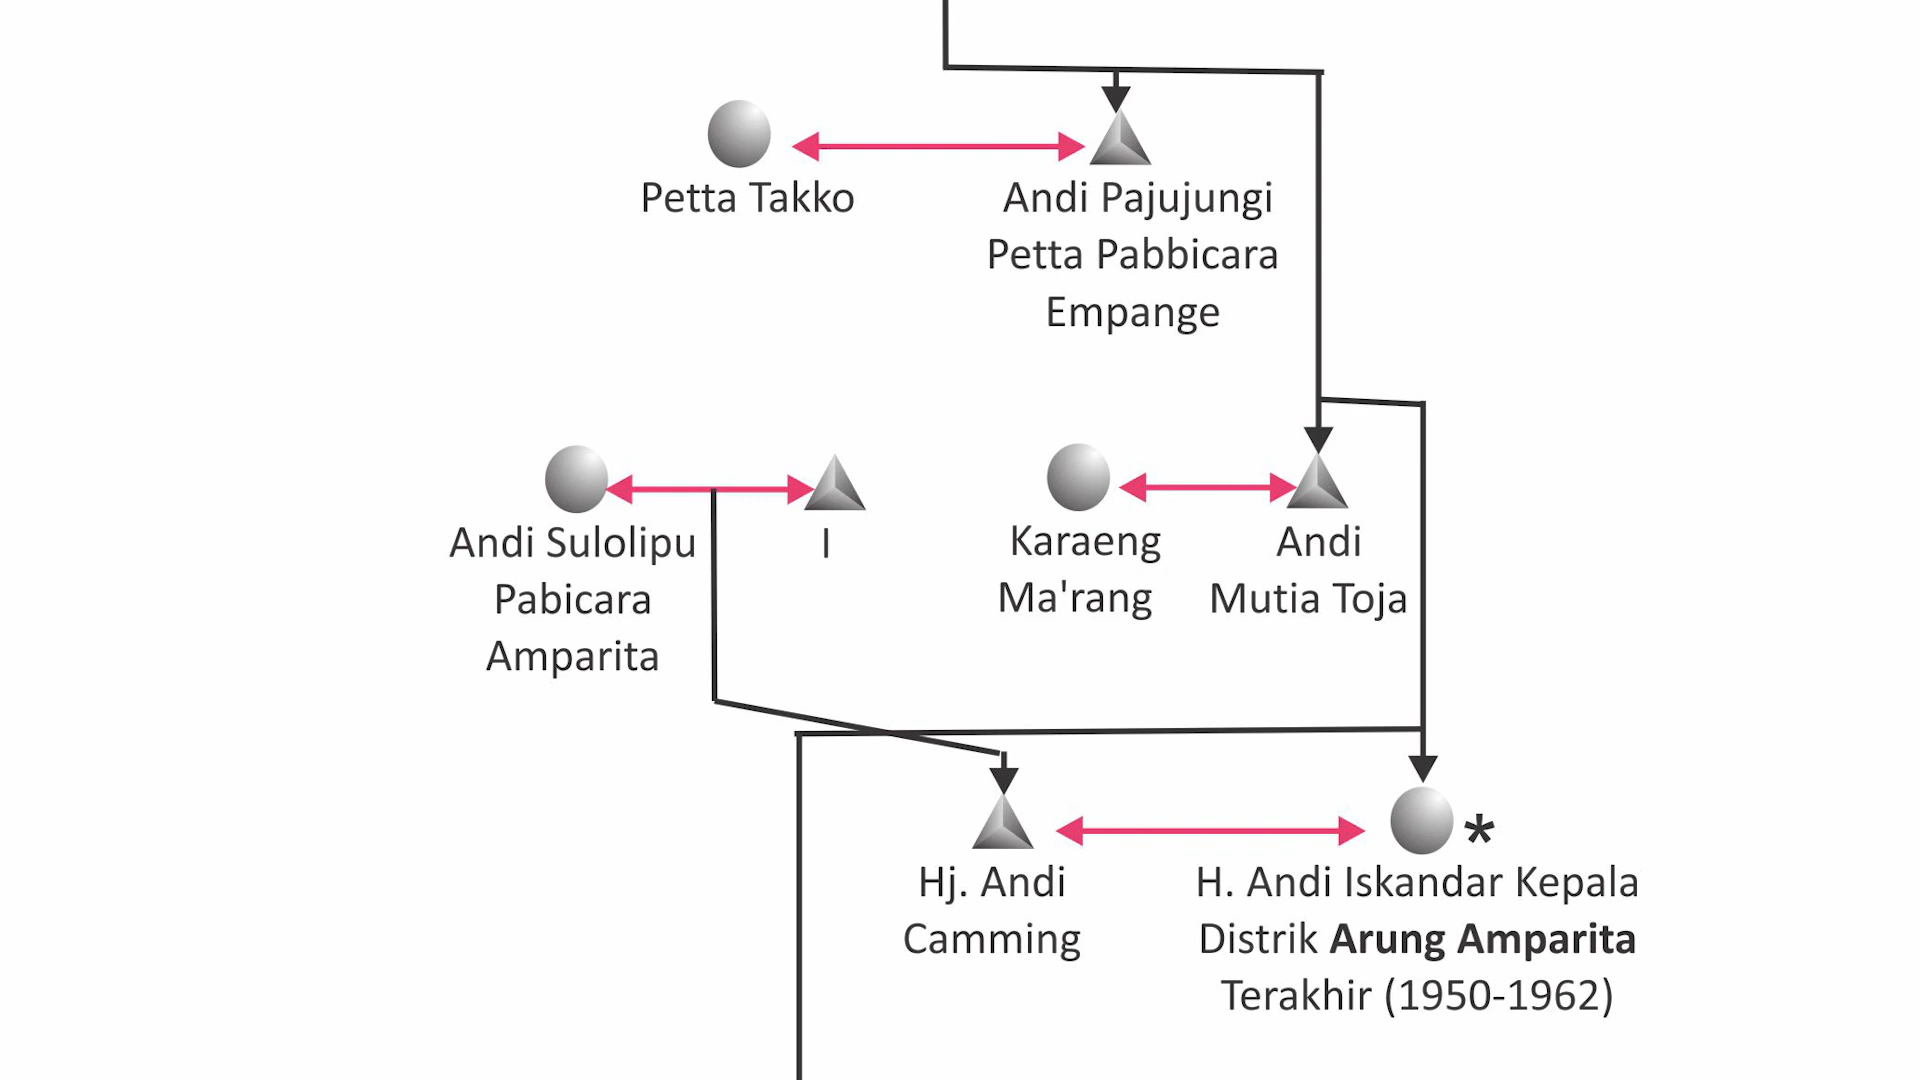 Petta Takko
Andi Pajujungi
Petta Pabbicara
Empange
Andi Sulolipu
Pabicara
Amparita
I
Karaeng
Ma'rang
Andi
Mutia Toja
Hj. Andi
Camming
*
H. Andi Iskandar Kepala
Distrik Arung Amparita
Terakhir (1950-1962)